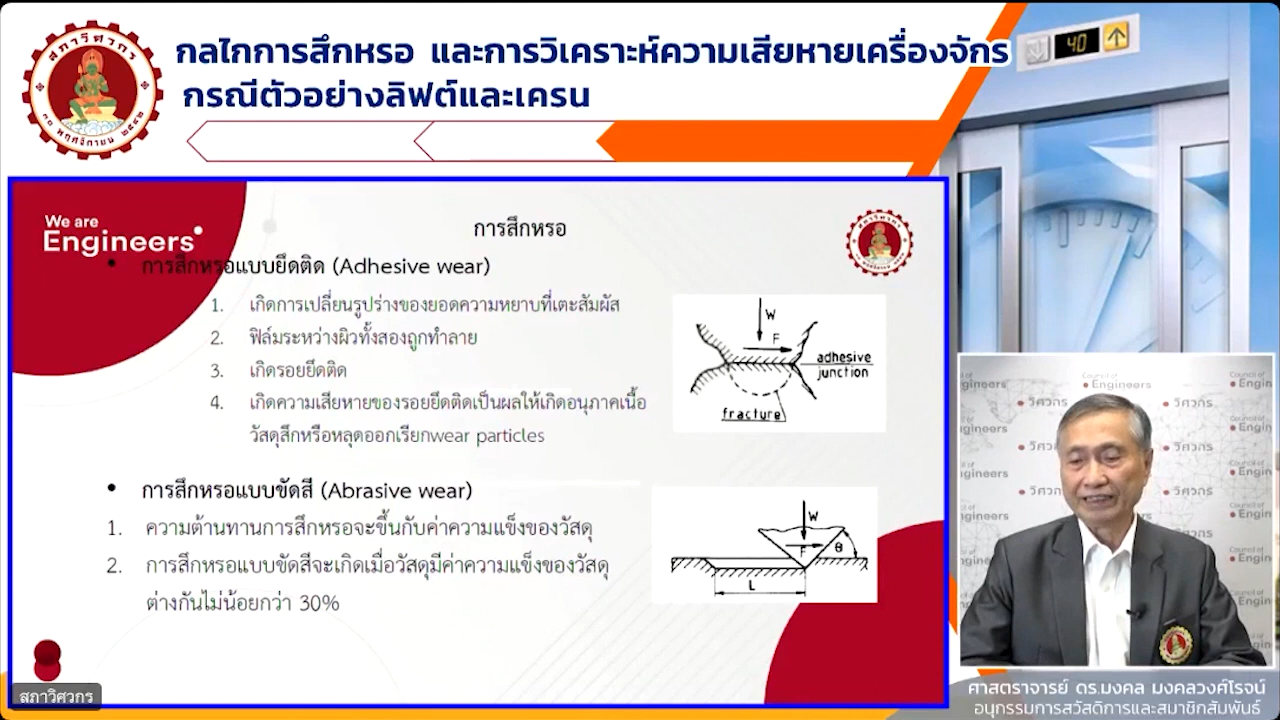 กลไกการสึกหรอ และการวิเคราะห์ความเสียหายเครื่องจักร
กรณีตัวอย่างลิฟต์และเครน
40
สภาวิศวกร
We are
Engineers
การสึกหรอ
• การสึกหรอแบบยึดติด (Adhesive wear)
1. เกิดการเปลี่ยนรูปร่างของยอดความหยาบที่เตะสัมผัส
2. ฟิล์มระหว่างผิวทั้งสองถูกทำลาย
3. เกิดรอยยึดติด
4. เกิดความเสียหายของรอยยึดติดเป็นผลให้เกิดอนุภาคเนื้อ
วัสดุสึกหรือหลุดออกเรียกwear particles
W
F
adhesive
junction
fracture
• การสึกหรอแบบขัดสี (Abrasive wear)
1. ความต้านทานการสึกหรอจะขึ้นกับค่าความแข็งของวัสดุ
2. การสึกหรอแบบขัดสีจะเกิดเมื่อวัสดุมีค่าความแข็งของวัสดุ
ต่างกันไม่น้อยกว่า 30%
W
F
θ
L
สภาวิศวกร
Council of
Engineers
วิศวกร
ศาสตราจารย์ ดร.มงคล มงคลวงศ์โรจน์
อนุกรรมการสวัสดิการและสมาชิกสัมพันธ์